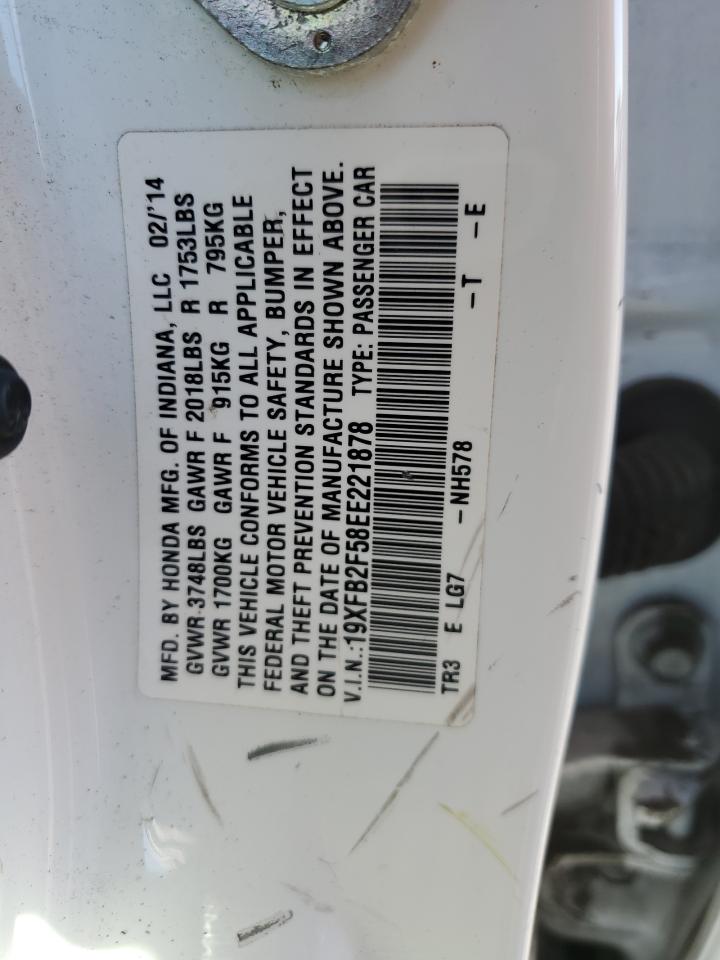 MFD. BY HONDA MFG. OF INDIANA, LLC 02/'14
GVWR 3748LBS GAWR F 2018LBS R 1753LBS
GVWR 1700KG GAWR F 915KG R 795KG
THIS VEHICLE CONFORMS TO ALL APPLICABLE
FEDERAL MOTOR VEHICLE SAFETY, BUMPER,
AND THEFT PREVENTION STANDARDS IN EFFECT
ON THE DATE OF MANUFACTURE SHOWN ABOVE.
V.I.N.:19XFB2F58EE221878 TYPE: PASSENGER CAR
TR3 E LG7 –NH578 –T –E